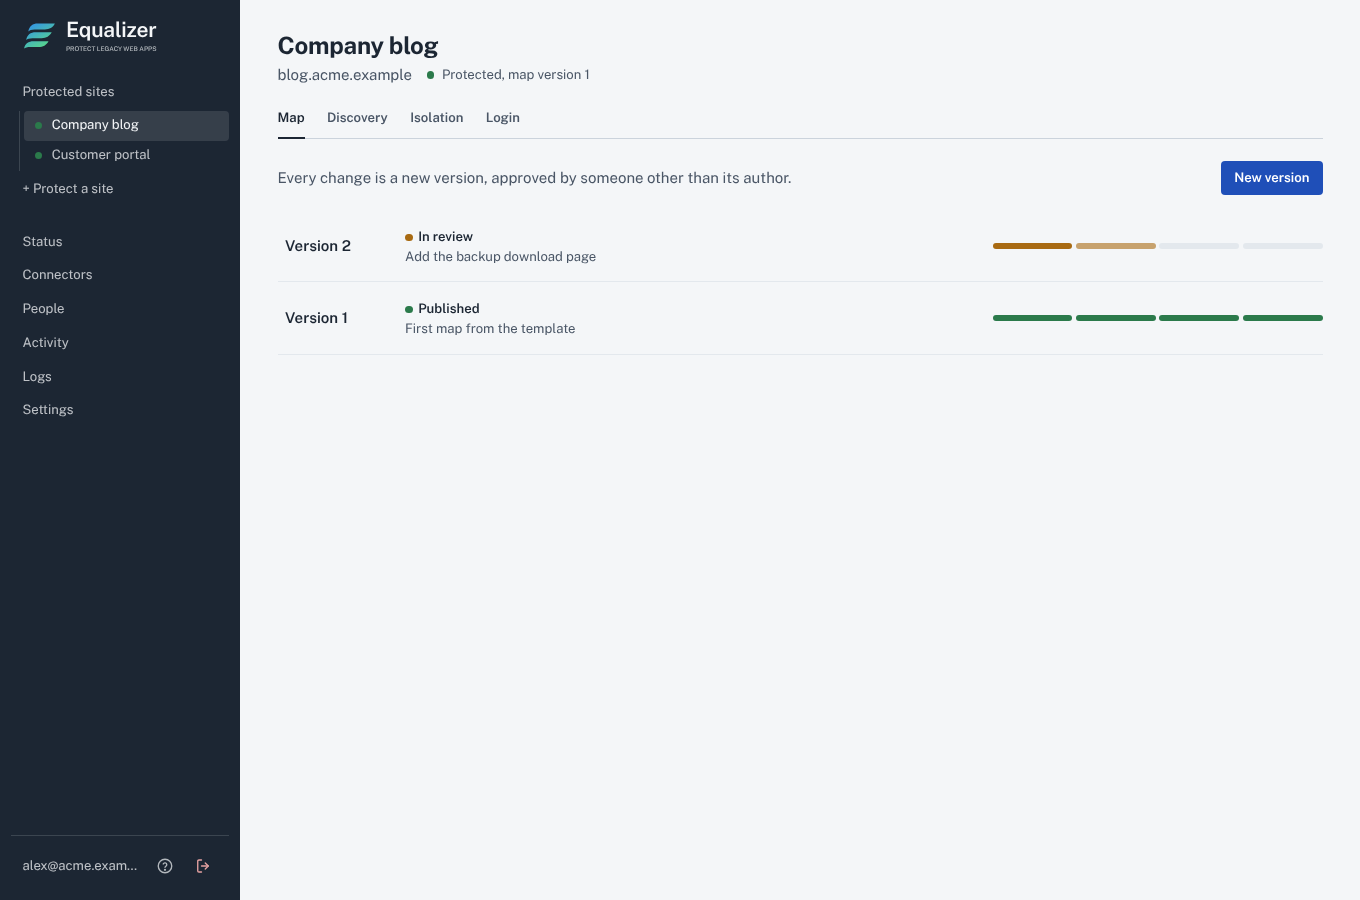 Equalizer
PROTECT LEGACY WEB APPS
Protected sites
Company blog
Customer portal
+ Protect a site
Status
Connectors
People
Activity
Logs
Settings
alex@acme.exam...
Company blog
blog.acme.example
Protected, map version 1
Map Discovery Isolation Login
Every change is a new version, approved by someone other than its author.
New version
Version 2
In review
Add the backup download page
Version 1
Published
First map from the template